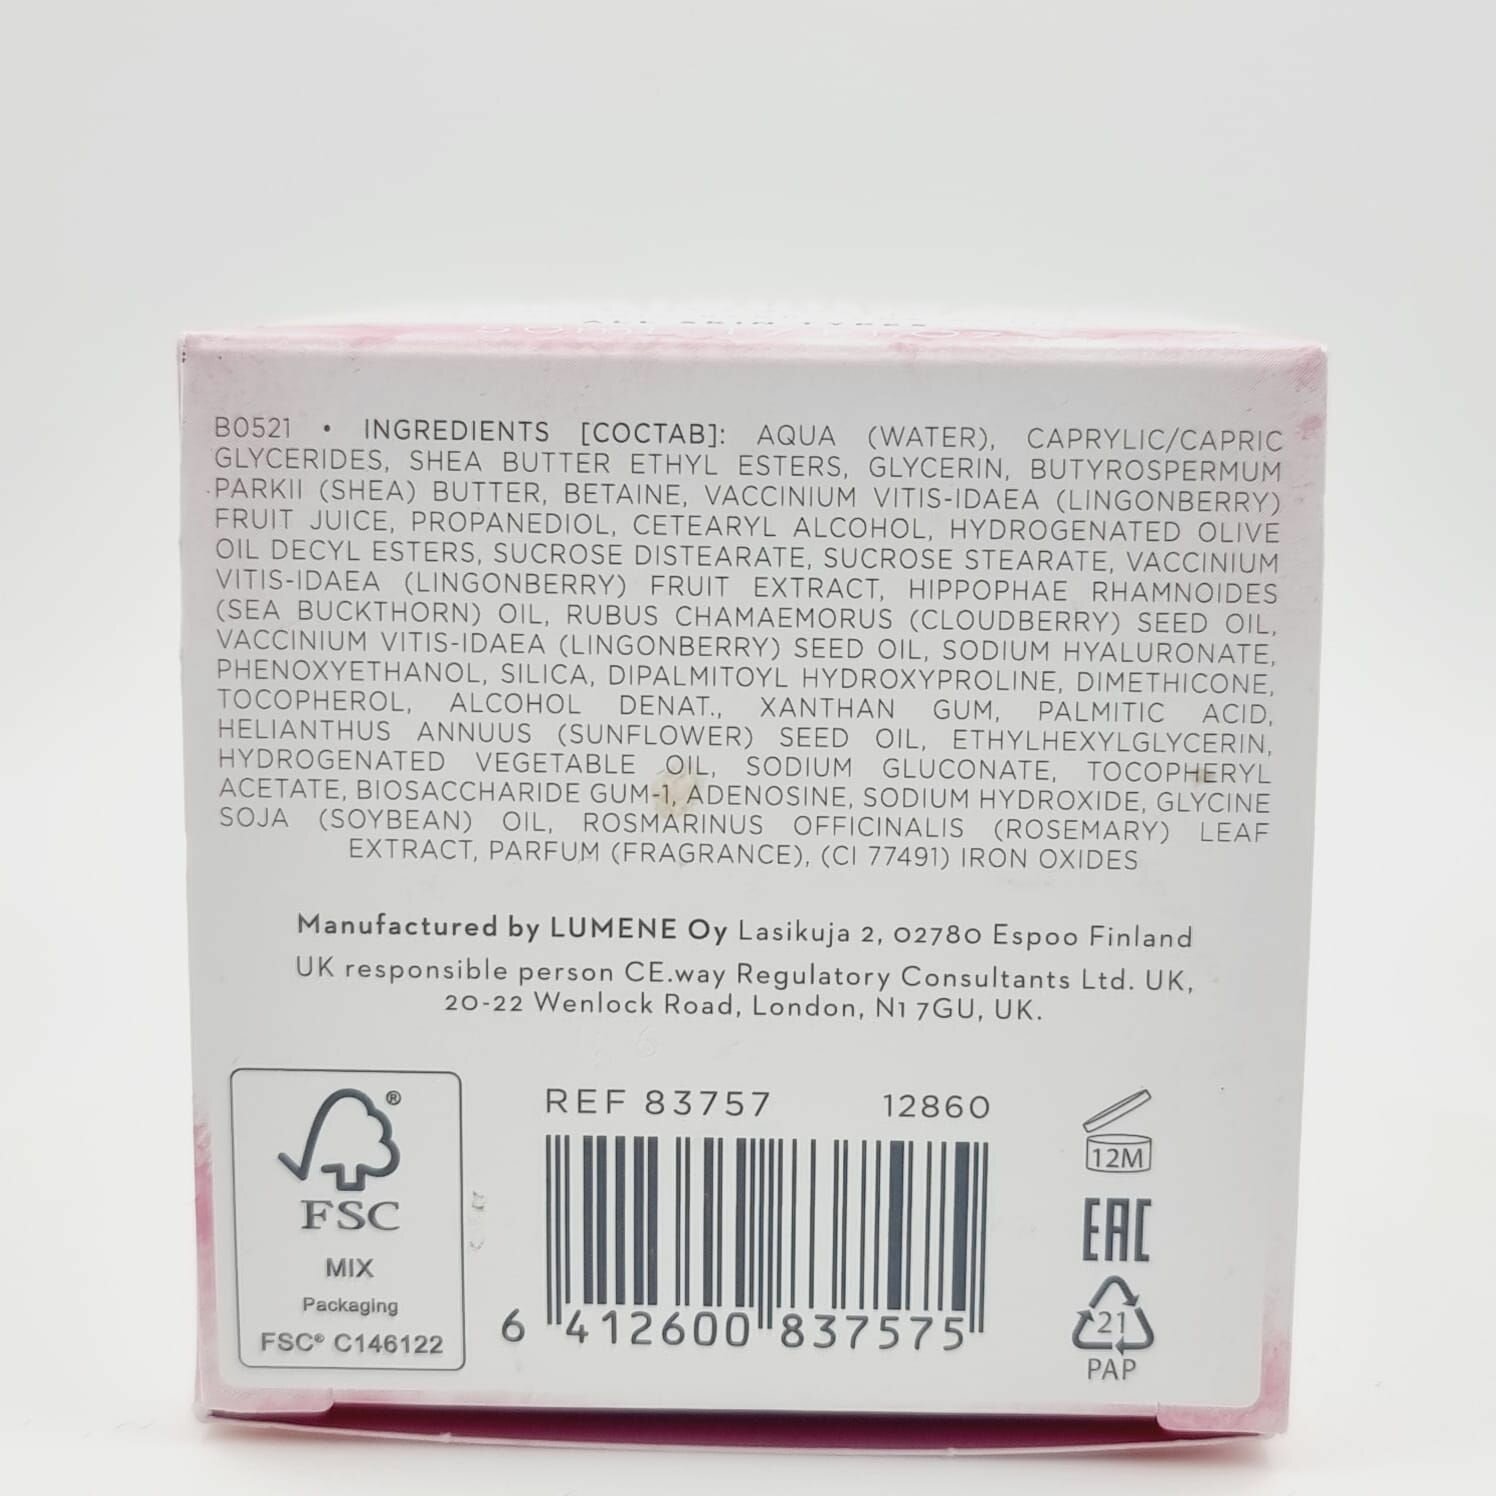 ALL SKIN TYPES
B0521 • INGREDIENTS [COCTAB]: AQUA (WATER), CAPRYLIC/CAPRIC
GLYCERIDES, SHEA BUTTER ETHYL ESTERS, GLYCERIN, BUTYROSPERMUM
PARKII (SHEA) BUTTER, BETAINE, VACCINIUM VITIS-IDAEA (LINGONBERRY)
FRUIT JUICE, PROPANEDIOL, CETEARYL ALCOHOL, HYDROGENATED OLIVE
OIL DECYL ESTERS, SUCROSE DISTEARATE, SUCROSE STEARATE, VACCINIUM
VITIS-IDAEA (LINGONBERRY) FRUIT EXTRACT, HIPPOPHAE RHAMNOIDES
(SEA BUCKTHORN) OIL, RUBUS CHAMAEMORUS (CLOUDBERRY) SEED OIL,
VACCINIUM VITIS-IDAEA (LINGONBERRY) SEED OIL, SODIUM HYALURONATE,
PHENOXYETHANOL, SILICA, DIPALMITOYL HYDROXYPROLINE, DIMETHICONE,
TOCOPHEROL, ALCOHOL DENAT., XANTHAN GUM, PALMITIC ACID,
HELIANTHUS ANNUUS (SUNFLOWER) SEED OIL, ETHYLHEXYLGLYCERIN,
HYDROGENATED VEGETABLE OIL, SODIUM GLUCONATE, TOCOPHERYL
ACETATE, BIOSACCHARIDE GUM-1, ADENOSINE, SODIUM HYDROXIDE, GLYCINE
SOJA (SOYBEAN) OIL, ROSMARINUS OFFICINALIS (ROSEMARY) LEAF
EXTRACT, PARFUM (FRAGRANCE), (CI 77491) IRON OXIDES
Manufactured by LUMENE Oy Lasikuja 2, 02780 Espoo Finland
UK responsible person CE.way Regulatory Consultants Ltd. UK,
20-22 Wenlock Road, London, N1 7GU, UK.
FSC®
MIX
Packaging
FSC® C146122
REF 83757 12860
6 412600 837575
12M
EAC
21
PAP